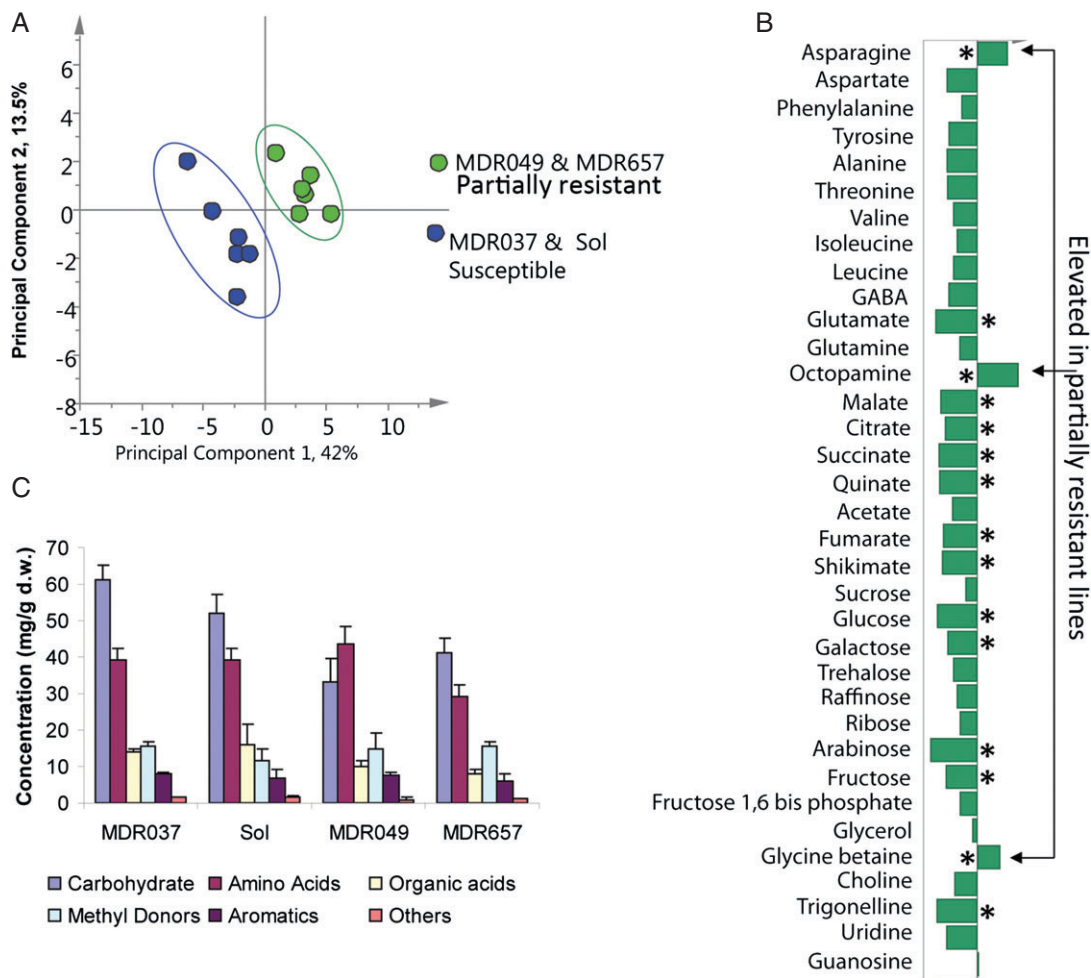 A
Principal Component 2, 13.5%
6
4
2
0
-2
-4
-6
-8
-15
-10
-5
0
5
10
Principal Component 1, 42%
MDR049 & MDR657
Partially resistant
MDR037 & Sol
Susceptible
B
Asparagine *
Aspartate
Phenylalanine
Tyrosine
Alanine
Threonine
Valine
Isoleucine
Leucine
GABA
Glutamate *
Glutamine
Octopamine *
Malate *
Citrate *
Succinate *
Quinate *
Acetate
Fumarate *
Shikimate *
Sucrose
Glucose *
Galactose *
Trehalose
Raffinose
Ribose
Arabinose *
Fructose *
Fructose 1,6 bis phosphate
Glycerol
Glycine betaine *
Choline
Trigonelline *
Uridine
Guanosine
Elevated in partially resistant lines
C
Concentration (mg/g d.w.)
70
60
50
40
30
20
10
0
MDR037 Sol MDR049 MDR657
Carbohydrate Amino Acids Organic acids
Methyl Donors Aromatics Others